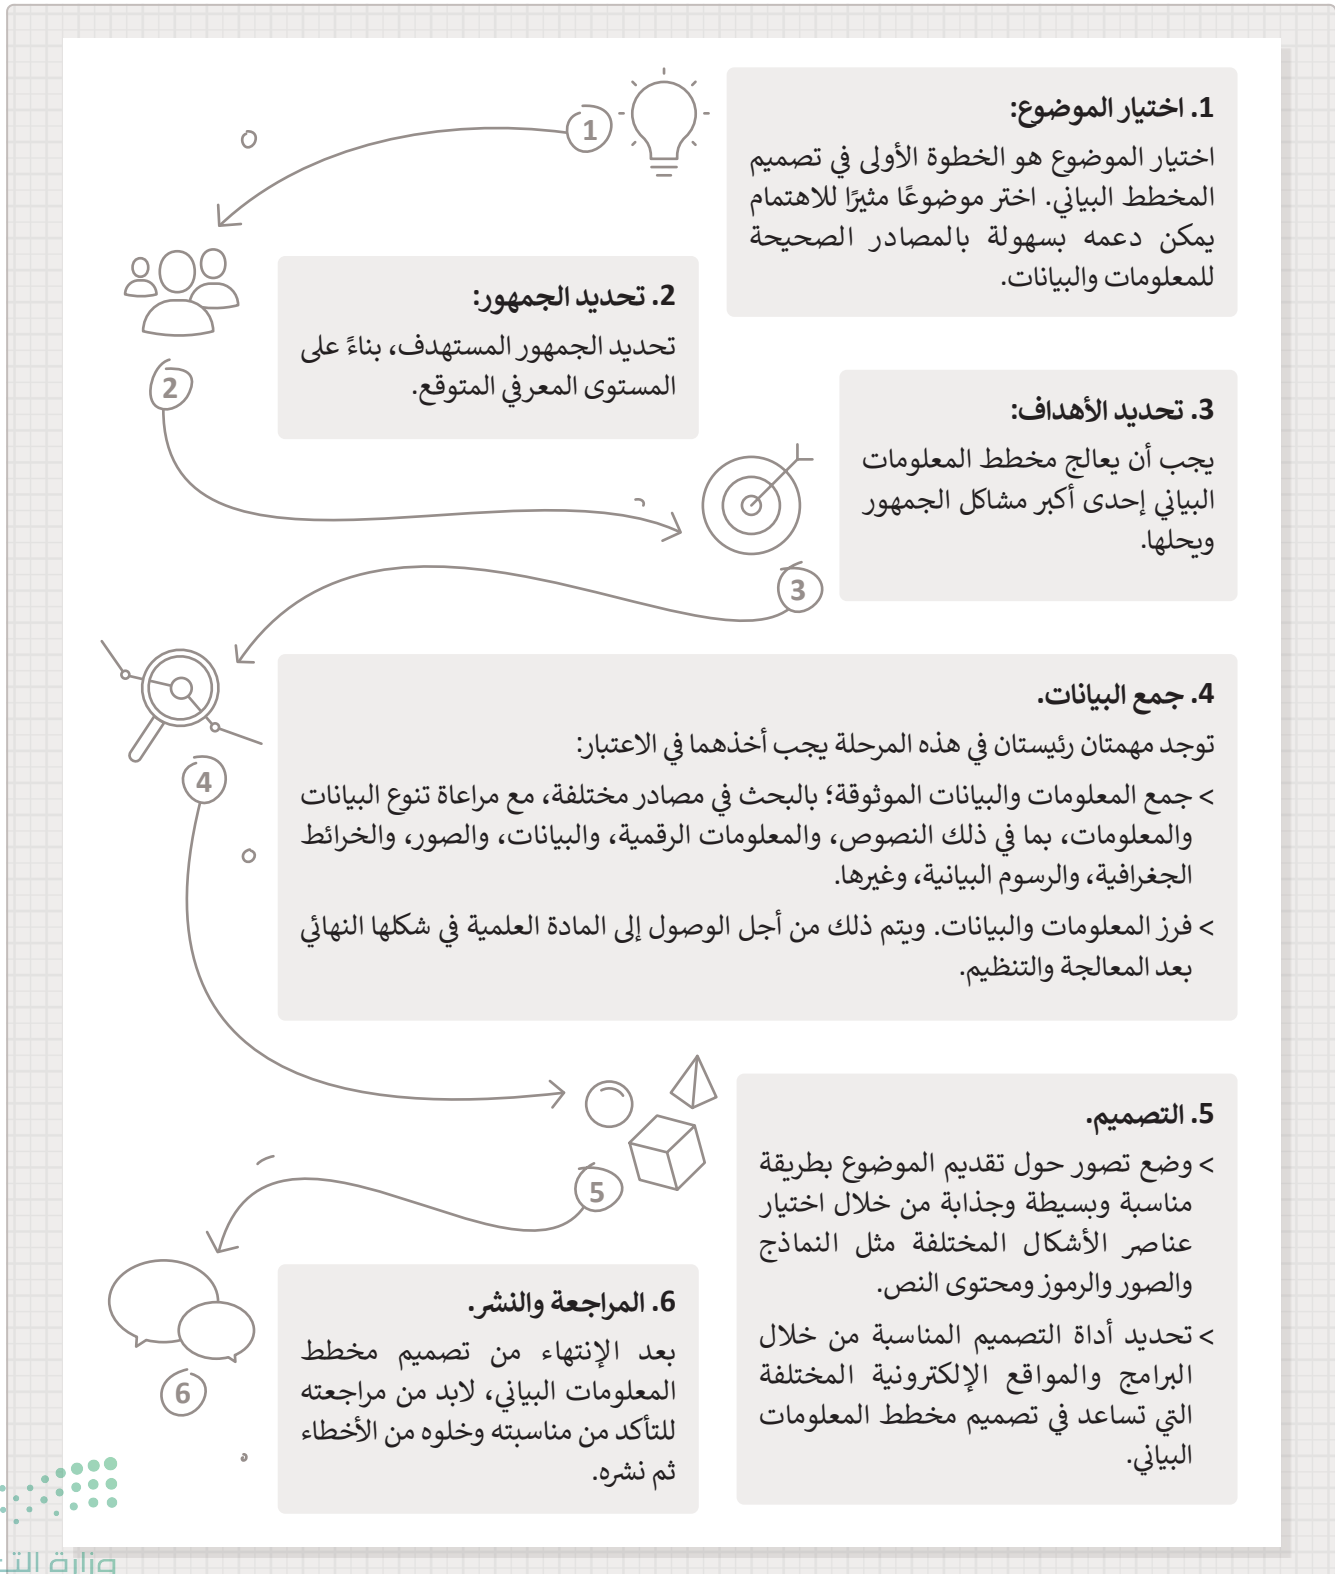 1. اختيار الموضوع:
اختيار الموضوع هو الخطوة الأولى في تصميم
المخطط البياني. اختر موضوعًا مثيرًا للاهتمام
يمكن دعمه بسهولة بالمصادر الصحيحة
للمعلومات والبيانات.
1
2. تحديد الجمهور:
تحديد الجمهور المستهدف، بناءً على
المستوى المعرفي المتوقع.
2
3. تحديد الأهداف:
يجب أن يعالج مخطط المعلومات
البياني إحدى أكبر مشاكل الجمهور
ويحلها.
3
4. جمع البيانات.
توجد مهمتان رئيستان في هذه المرحلة يجب أخذهما في الاعتبار:
> جمع المعلومات والبيانات الموثوقة؛ بالبحث في مصادر مختلفة، مع مراعاة تنوع البيانات
والمعلومات، بما في ذلك النصوص، والمعلومات الرقمية، والبيانات، والصور، والخرائط
الجغرافية، والرسوم البيانية، وغيرها.
> فرز المعلومات والبيانات. ويتم ذلك من أجل الوصول إلى المادة العلمية في شكلها النهائي
بعد المعالجة والتنظيم.
4
5. التصميم.
> وضع تصور حول تقديم الموضوع بطريقة
مناسبة وبسيطة وجذابة من خلال اختيار
عناصر الأشكال المختلفة مثل النماذج
والصور والرموز ومحتوى النص.
> تحديد أداة التصميم المناسبة من خلال
البرامج والمواقع الإلكترونية المختلفة
التي تساعد في تصميم مخطط المعلومات
البياني.
5
6. المراجعة والنشر.
بعد الإنتهاء من تصميم مخطط
المعلومات البياني، لابد من مراجعته
للتأكد من مناسبته وخلوه من الأخطاء
ثم نشره.
6
وزارة